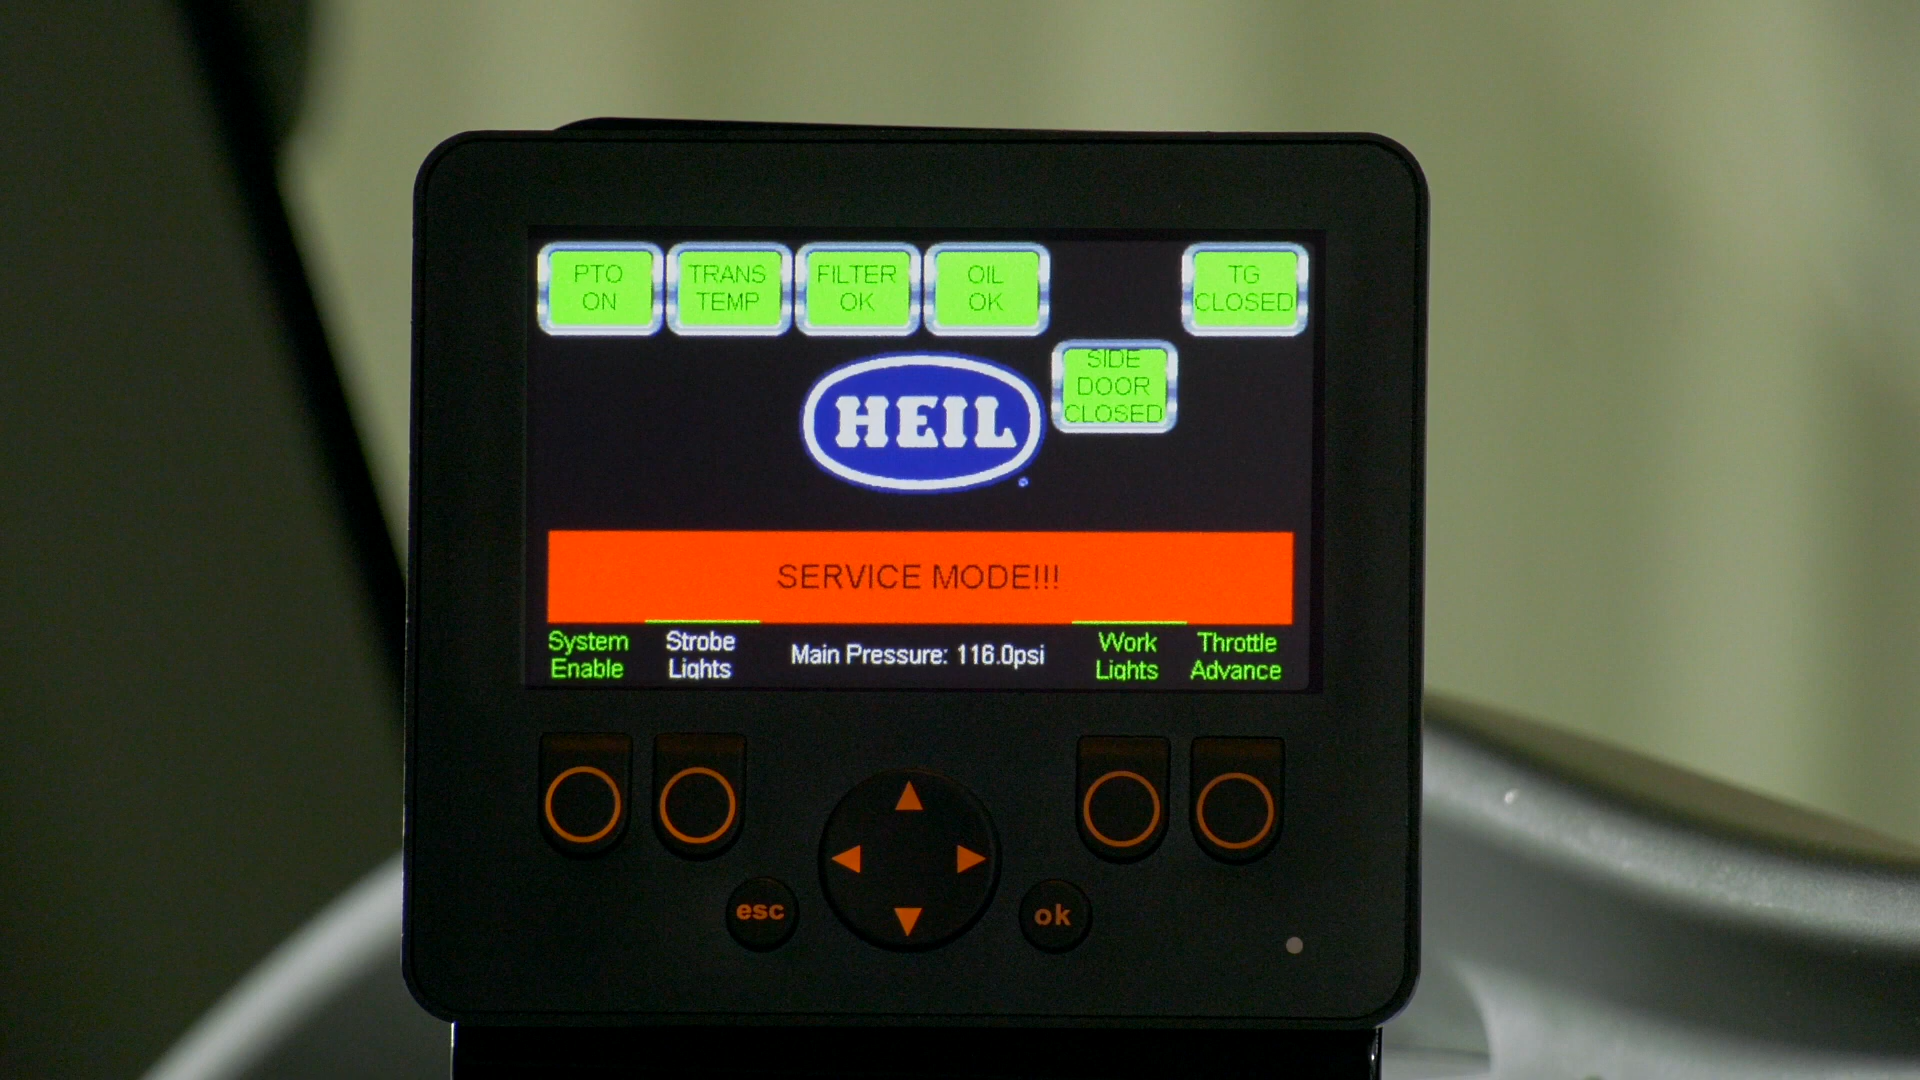 PTO
ON
TRANS
TEMP
FILTER
OK
OIL
OK
TG
CLOSED
SIDE
DOOR
CLOSED
HEIL
SERVICE MODE!!!
System
Enable
Strobe
Lights
Main Pressure: 116.0psi
Work
Lights
Throttle
Advance
esc
ok